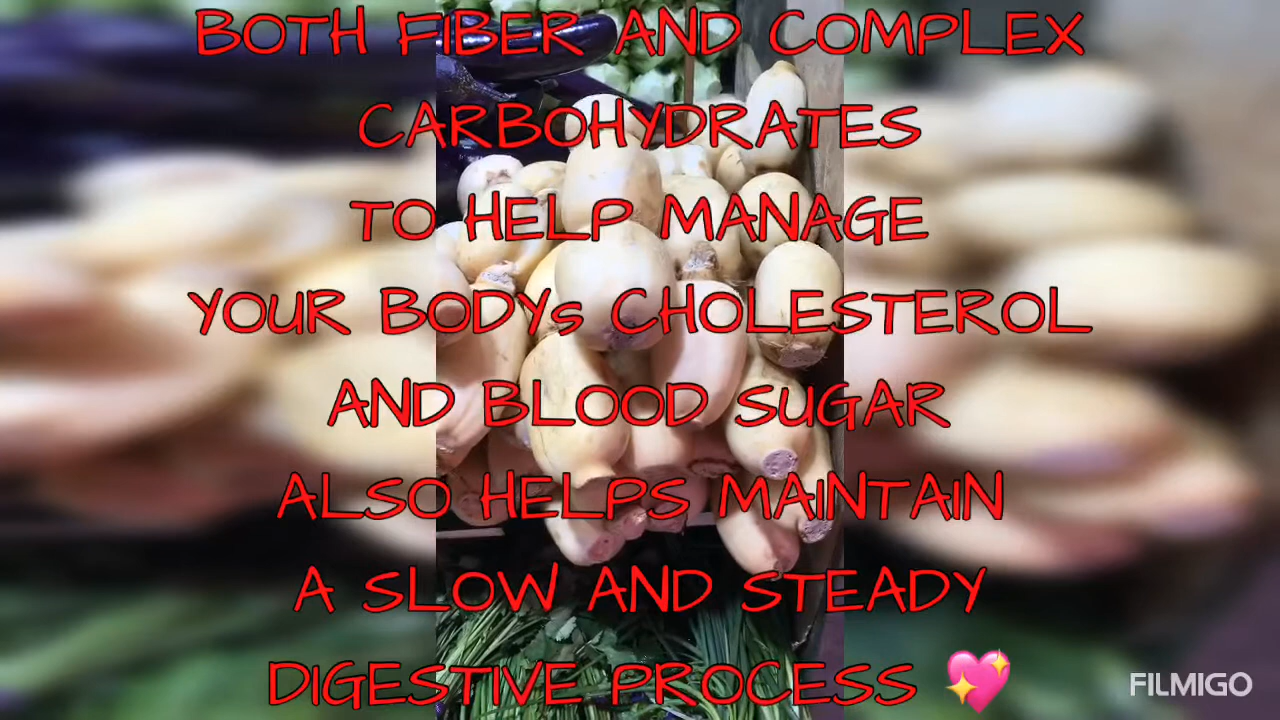 BOTH FIBER AND COMPLEX
CARBOHYDRATES
TO HELP MANAGE
YOUR BODYs CHOLESTEROL
AND BLOOD SUGAR
ALSO HELPS MAINTAIN
A SLOW AND STEADY
DIGESTIVE PROCESS 💖
FILMIGO